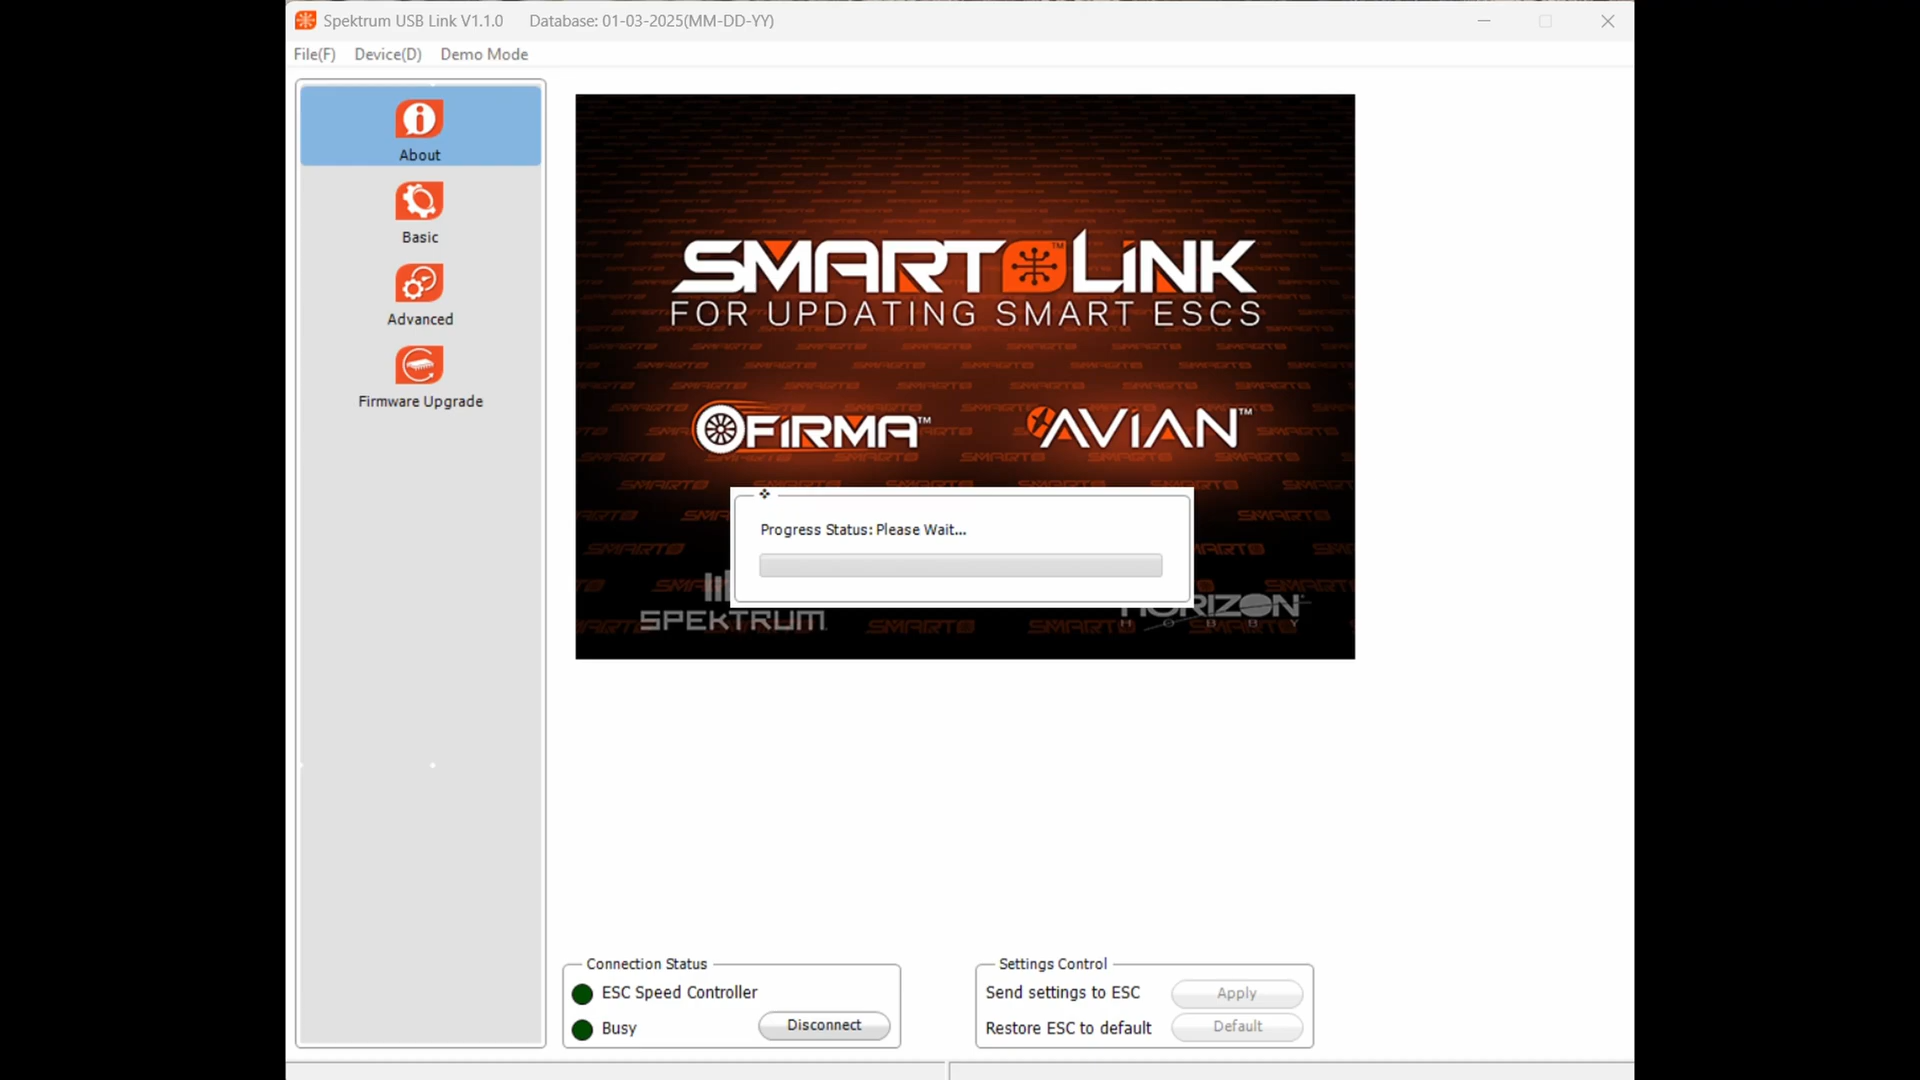 Spektrum USB Link V1.1.0 Database: 01-03-2025(MM-DD-YY)
File(F) Device(D) Demo Mode
About
Basic
Advanced
Firmware Upgrade
SMART LiNK
FOR UPDATING SMART ESCS
FiRMA™ AViAN™
Progress Status: Please Wait...
SPEKTRUM
HORIZON
HOBBY
Connection Status
ESC Speed Controller
Busy Disconnect
Settings Control
Send settings to ESC Apply
Restore ESC to default Default